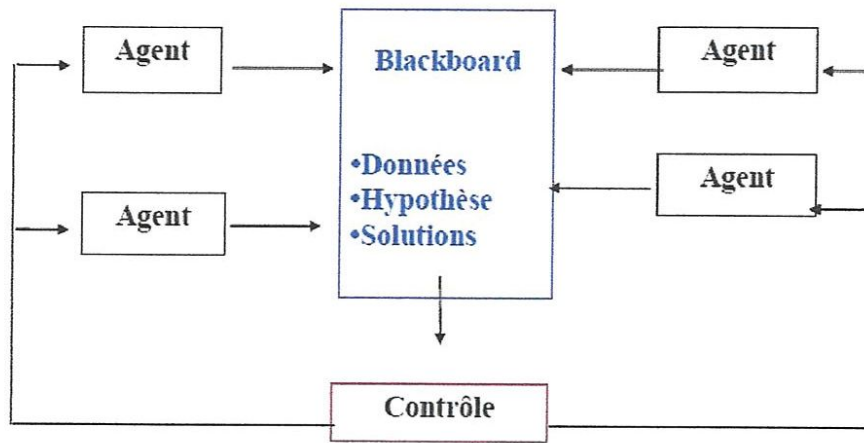 Agent
Blackboard
Agent
•Données
•Hypothèse
•Solutions
Agent
Agent
Contrôle